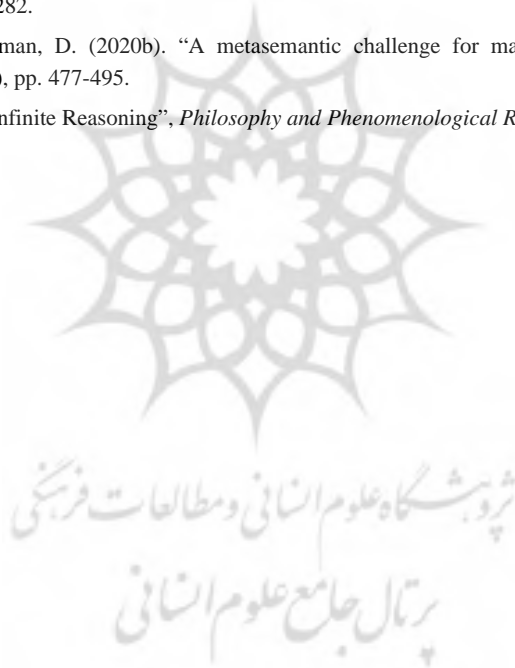 282.
man, D. (2020b). “A metasemantic challenge for ma
), pp. 477-495.
nfinite Reasoning”, Philosophy and Phenomenological R
پژوهشگاه علوم انسانی و مطالعات فرهنگی
پرتال جامع علوم انسانی